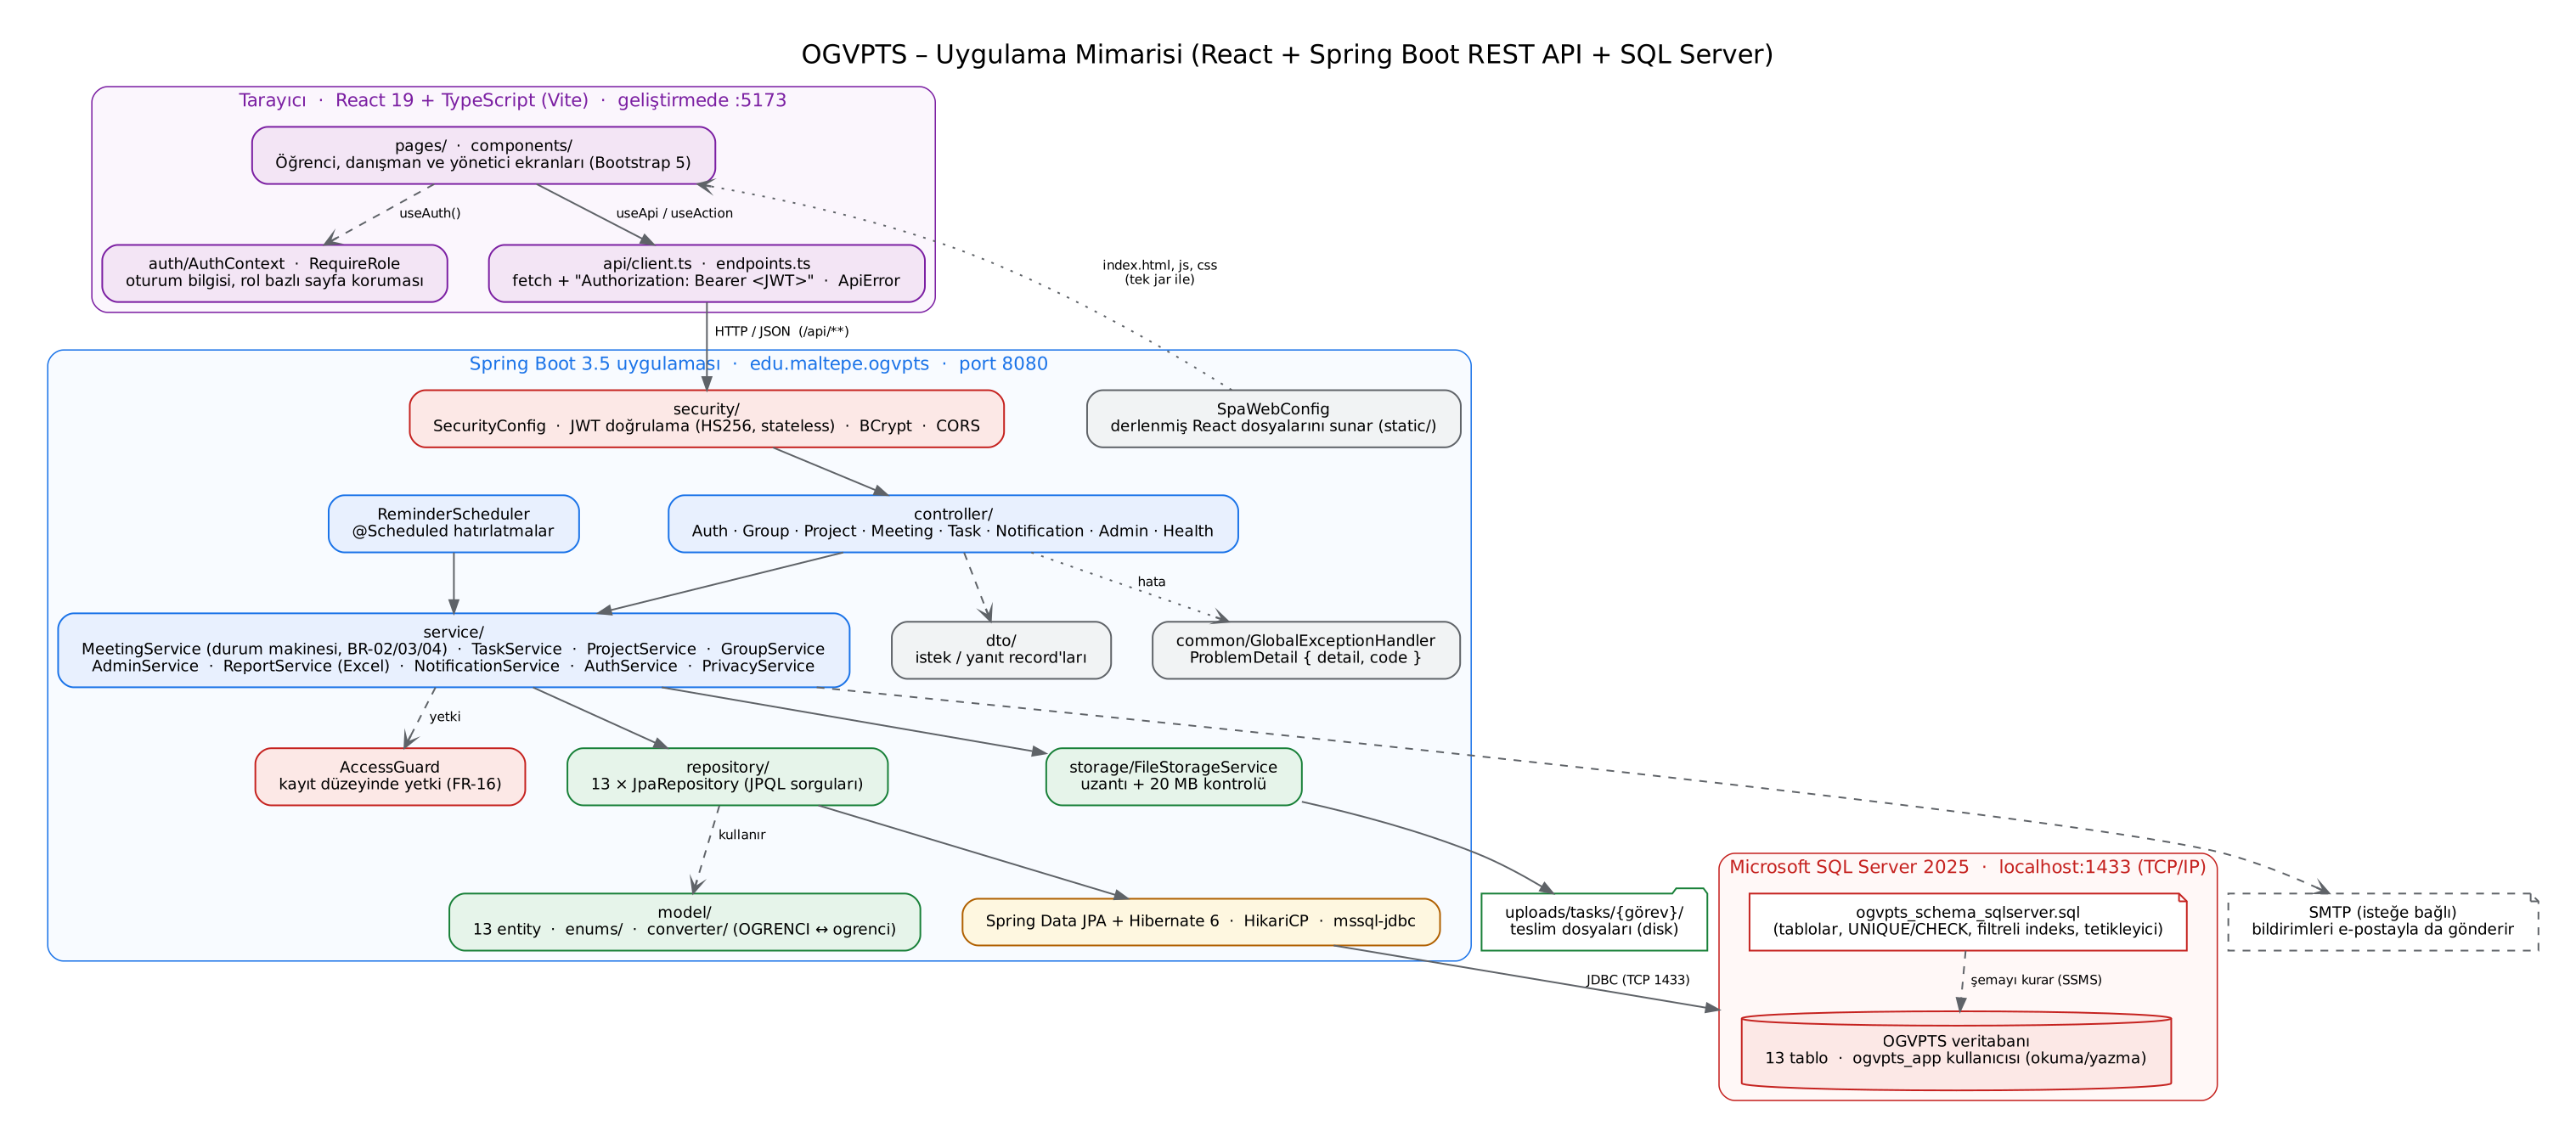 OGVPTS – Uygulama Mimarisi (React + Spring Boot REST API + SQL Server)
Tarayıcı · React 19 + TypeScript (Vite) · geliştirmede :5173
pages/ · components/
Öğrenci, danışman ve yönetici ekranları (Bootstrap 5)
useAuth()
useApi / useAction
auth/AuthContext · RequireRole
oturum bilgisi, rol bazlı sayfa koruması
api/client.ts · endpoints.ts
fetch + "Authorization: Bearer <JWT>" · ApiError
index.html, js, css
(tek jar ile)
HTTP / JSON (/api/**)
Spring Boot 3.5 uygulaması · edu.maltepe.ogvpts · port 8080
security/
SecurityConfig · JWT doğrulama (HS256, stateless) · BCrypt · CORS
SpaWebConfig
derlenmiş React dosyalarını sunar (static/)
ReminderScheduler
@Scheduled hatırlatmalar
controller/
Auth · Group · Project · Meeting · Task · Notification · Admin · Health
hata
service/
MeetingService (durum makinesi, BR-02/03/04) · TaskService · ProjectService · GroupService
AdminService · ReportService (Excel) · NotificationService · AuthService · PrivacyService
dto/
istek / yanıt record'ları
common/GlobalExceptionHandler
ProblemDetail { detail, code }
yetki
AccessGuard
kayıt düzeyinde yetki (FR-16)
repository/
13 × JpaRepository (JPQL sorguları)
storage/FileStorageService
uzantı + 20 MB kontrolü
kullanır
model/
13 entity · enums/ · converter/ (OGRENCI ↔ ogrenci)
Spring Data JPA + Hibernate 6 · HikariCP · mssql-jdbc
uploads/tasks/{görev}/
teslim dosyaları (disk)
Microsoft SQL Server 2025 · localhost:1433 (TCP/IP)
ogvpts_schema_sqlserver.sql
(tablolar, UNIQUE/CHECK, filtreli indeks, tetikleyici)
SMTP (isteğe bağlı)
bildirimleri e-postayla da gönderir
JDBC (TCP 1433)
şemayı kurar (SSMS)
OGVPTS veritabanı
13 tablo · ogvpts_app kullanıcısı (okuma/yazma)